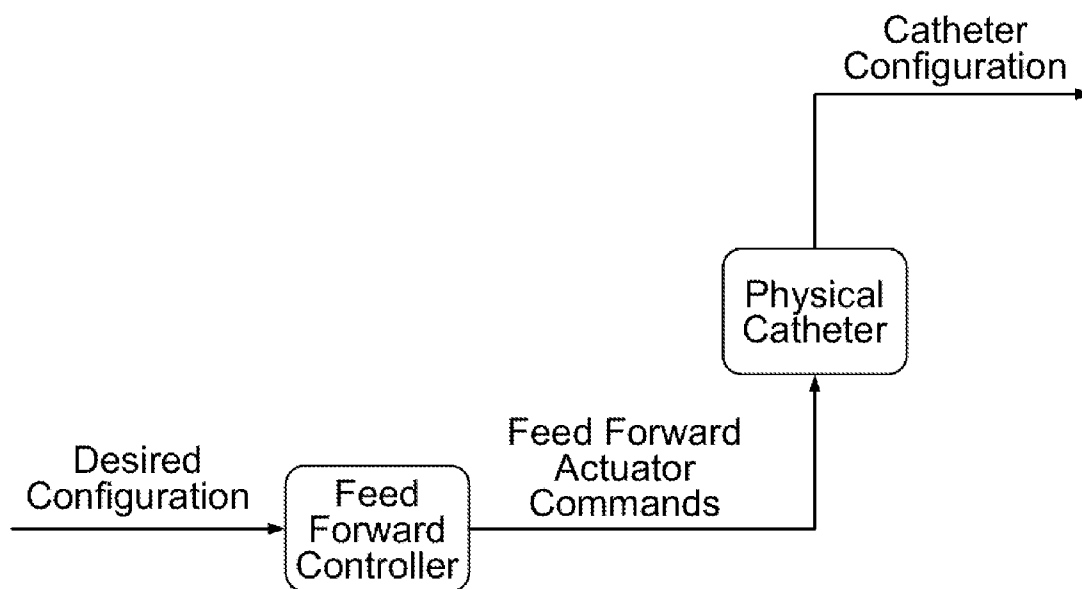 Catheter
Configuration
Physical
Catheter
Feed Forward
Actuator
Commands
Desired
Configuration
Feed
Forward
Controller